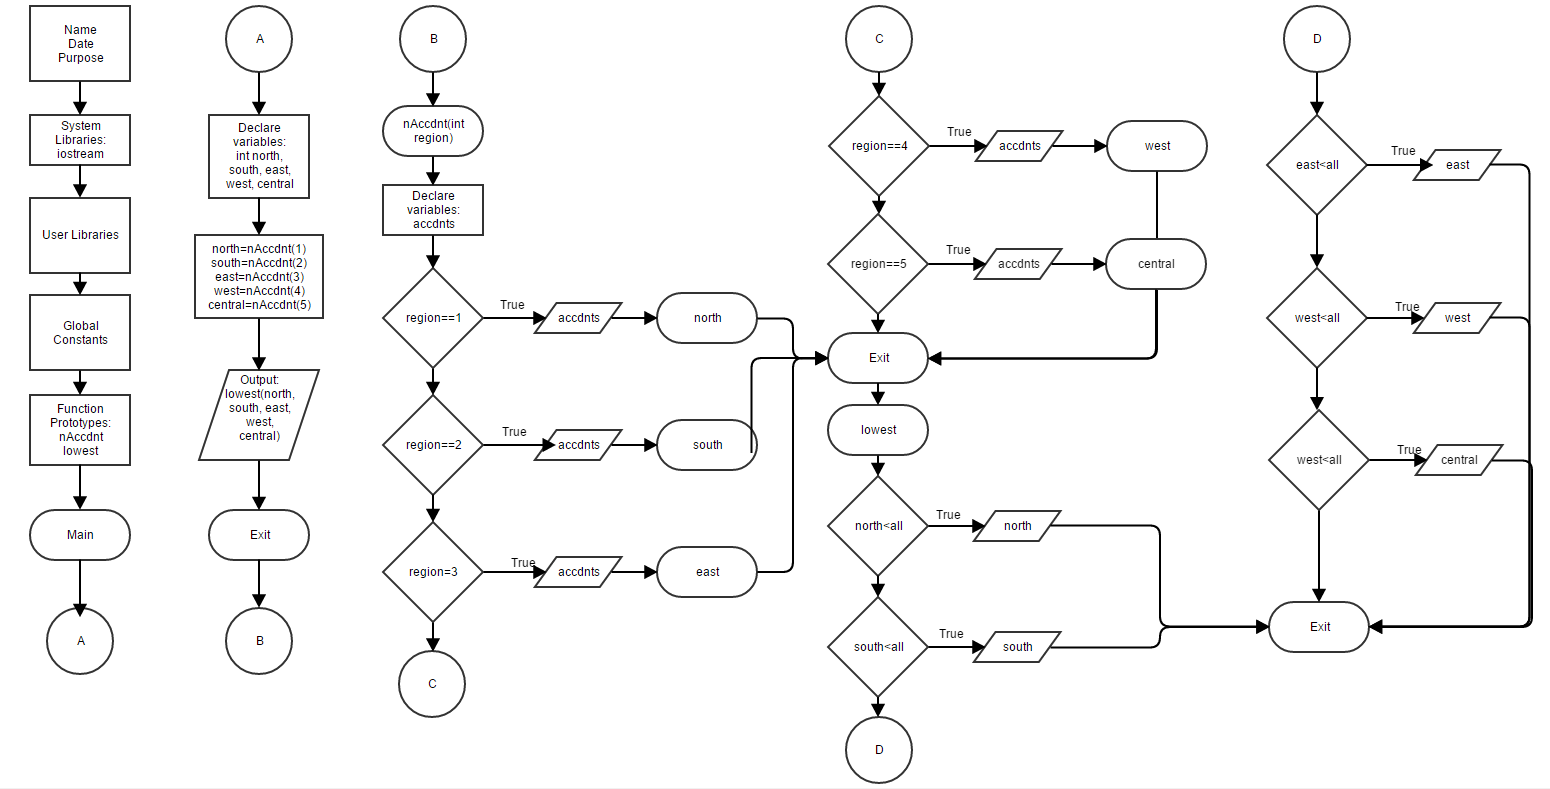 Name
Date
Purpose
System
Libraries:
iostream
User Libraries
Global
Constants
Function
Prototypes:
nAccdnt
lowest
Main
A
A
Declare
variables:
int north,
south, east,
west, central
north=nAccdnt(1)
south=nAccdnt(2)
east=nAccdnt(3)
west=nAccdnt(4)
central=nAccdnt(5)
Output:
lowest(north,
south, east,
west,
central)
Exit
B
B
nAccdnt(int
region)
Declare
variables:
accdnts
region==1
True
accdnts
north
region==2
True
accdnts
south
region=3
True
accdnts
east
C
C
region==4
True
accdnts
west
region==5
True
accdnts
central
Exit
lowest
north<all
True
north
south<all
True
south
D
D
east<all
True
east
west<all
True
west
west<all
True
central
Exit